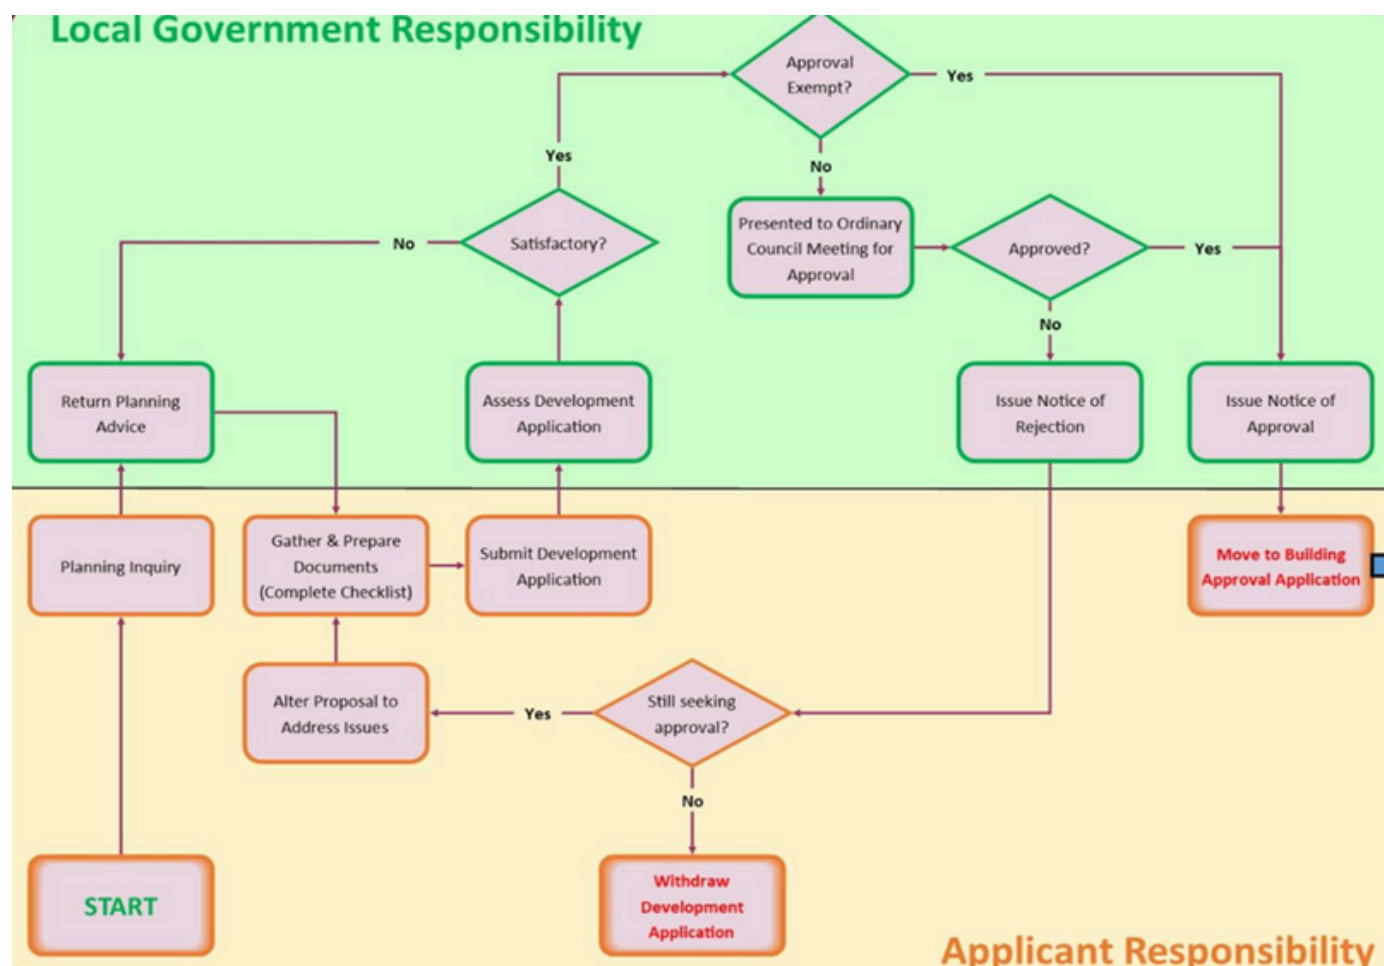 Local Government Responsibility
Approval
Exempt?
Yes
No
Yes
Presented to Ordinary
Council Meeting for
Approval
Approved?
Yes
No
Satisfactory?
No
Return Planning
Advice
Assess Development
Application
Issue Notice of
Rejection
Issue Notice of
Approval
Planning Inquiry
Gather & Prepare
Documents
(Complete Checklist)
Submit Development
Application
Move to Building
Approval Application
Alter Proposal to
Address Issues
Yes
Still seeking
approval?
No
START
Withdraw
Development
Application
Applicant Responsibility